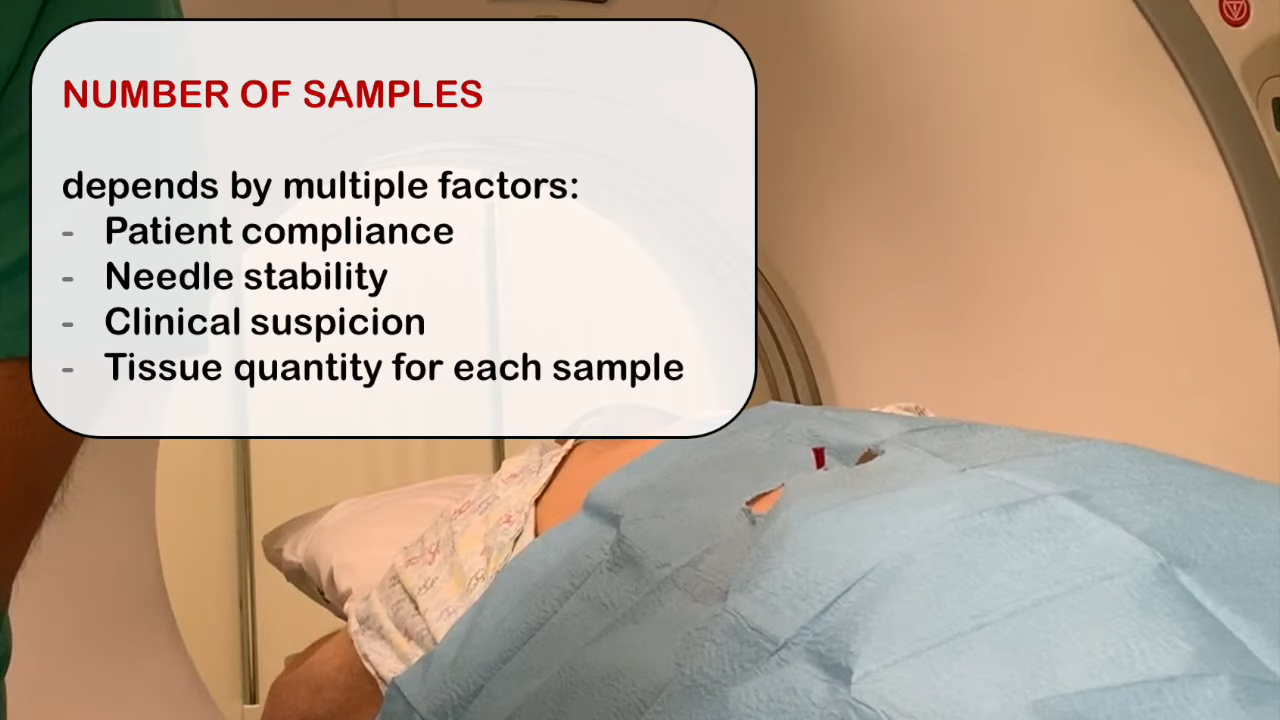 NUMBER OF SAMPLES
depends by multiple factors:
- Patient compliance
- Needle stability
- Clinical suspicion
- Tissue quantity for each sample